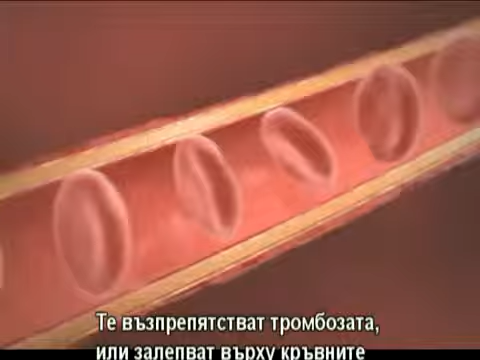 Те възпрепятстват тромбозата,
или залепват върху кръвните